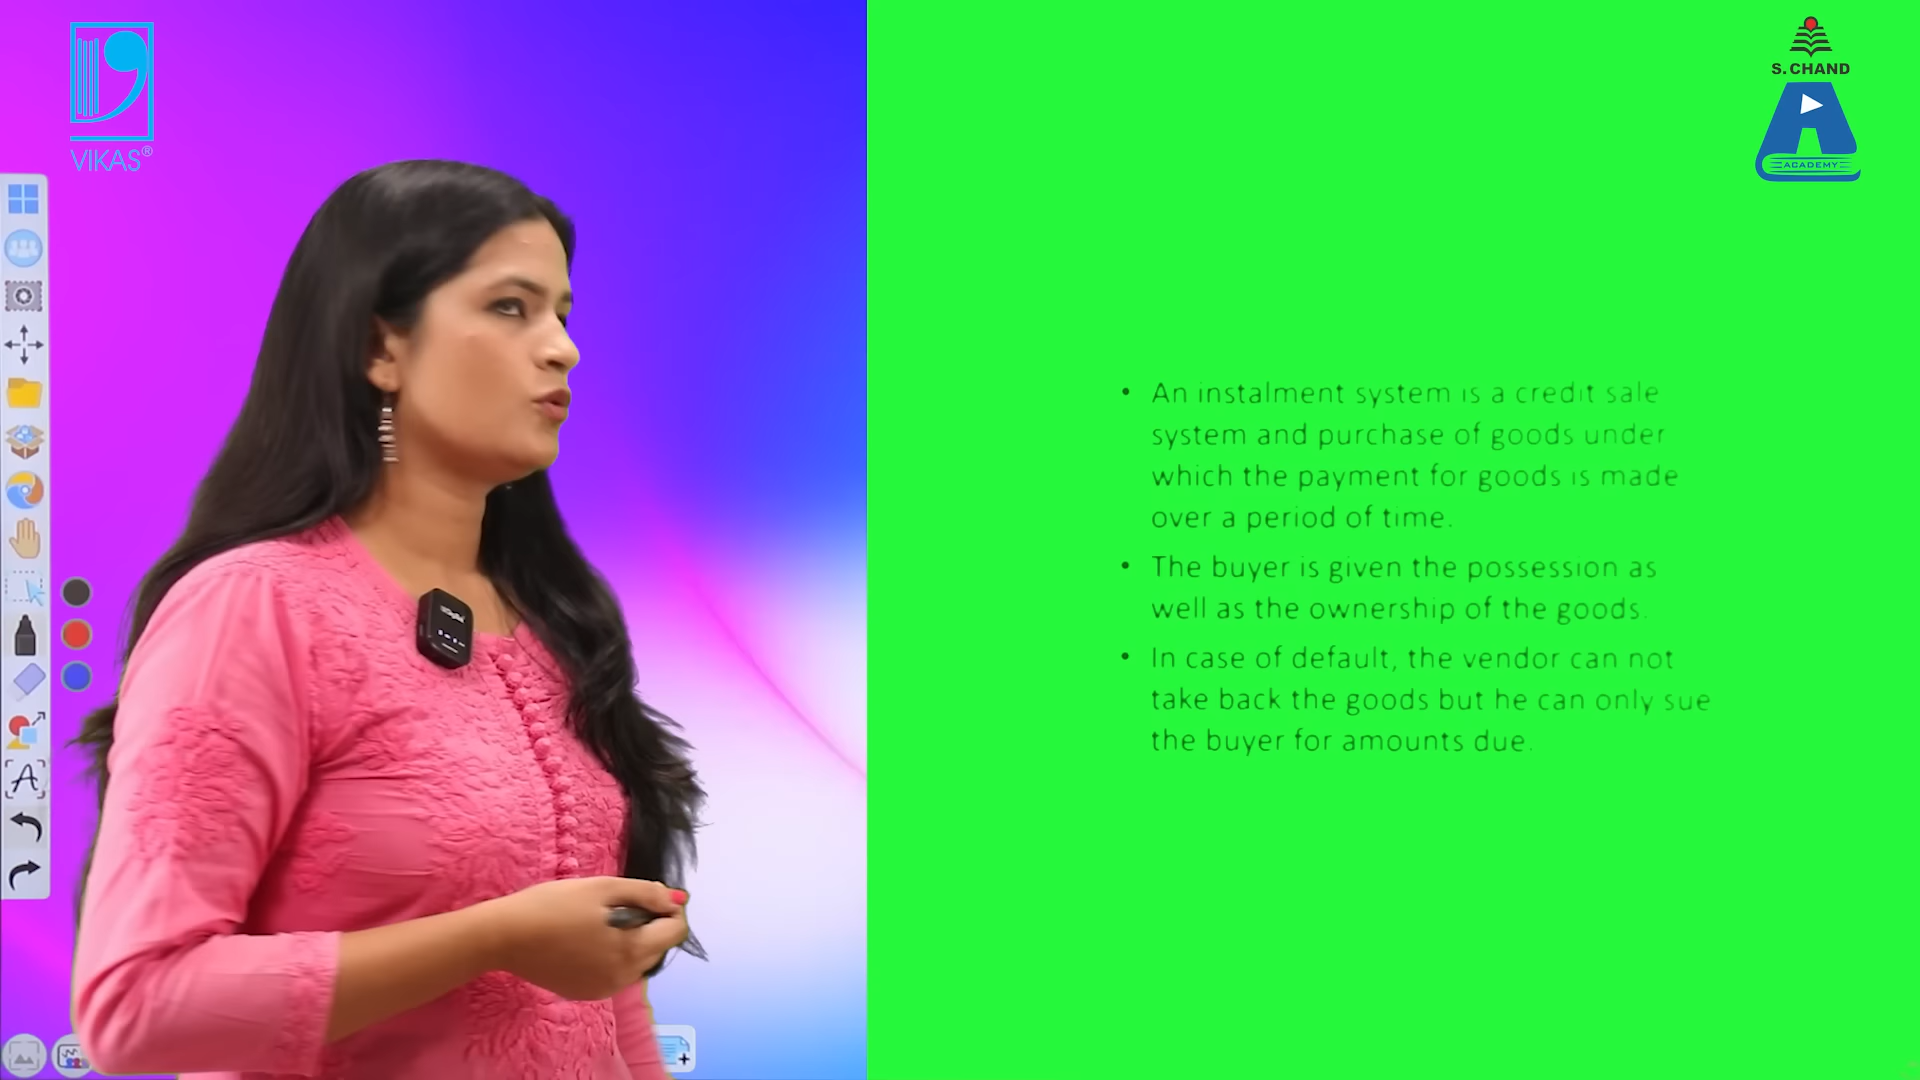 VIKAS®
S. CHAND
ACADEMY
• An instalment system is a credit sale
system and purchase of goods under
which the payment for goods is made
over a period of time.
• The buyer is given the possession as
well as the ownership of the goods.
• In case of default, the vendor can not
take back the goods but he can only sue
the buyer for amounts due.